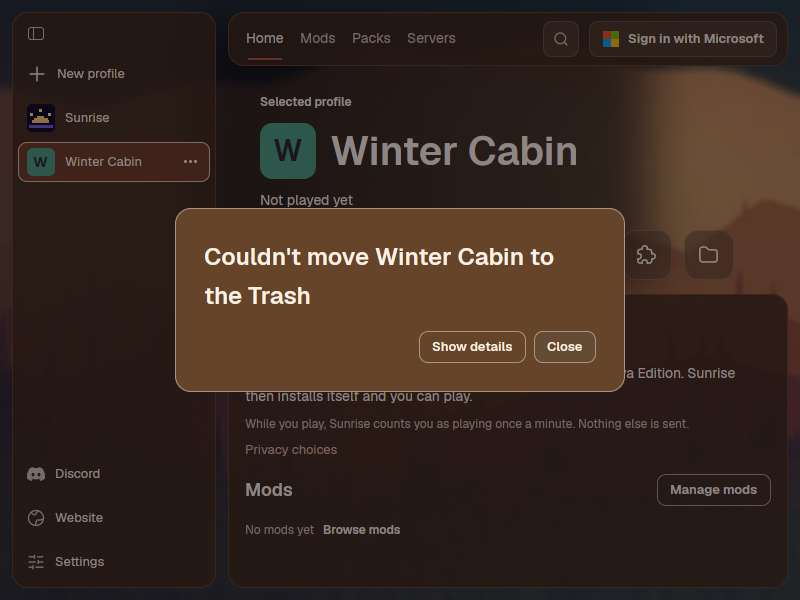 Home
Mods
Packs
Servers
Sign in with Microsoft
New profile
Sunrise
W
Winter Cabin
Selected profile
W
Winter Cabin
Not played yet
Couldn't move Winter Cabin to
the Trash
Show details
Close
a Edition. Sunrise
then installs itself and you can play.
While you play, Sunrise counts you as playing once a minute. Nothing else is sent.
Privacy choices
Mods
Manage mods
No mods yet
Browse mods
Discord
Website
Settings